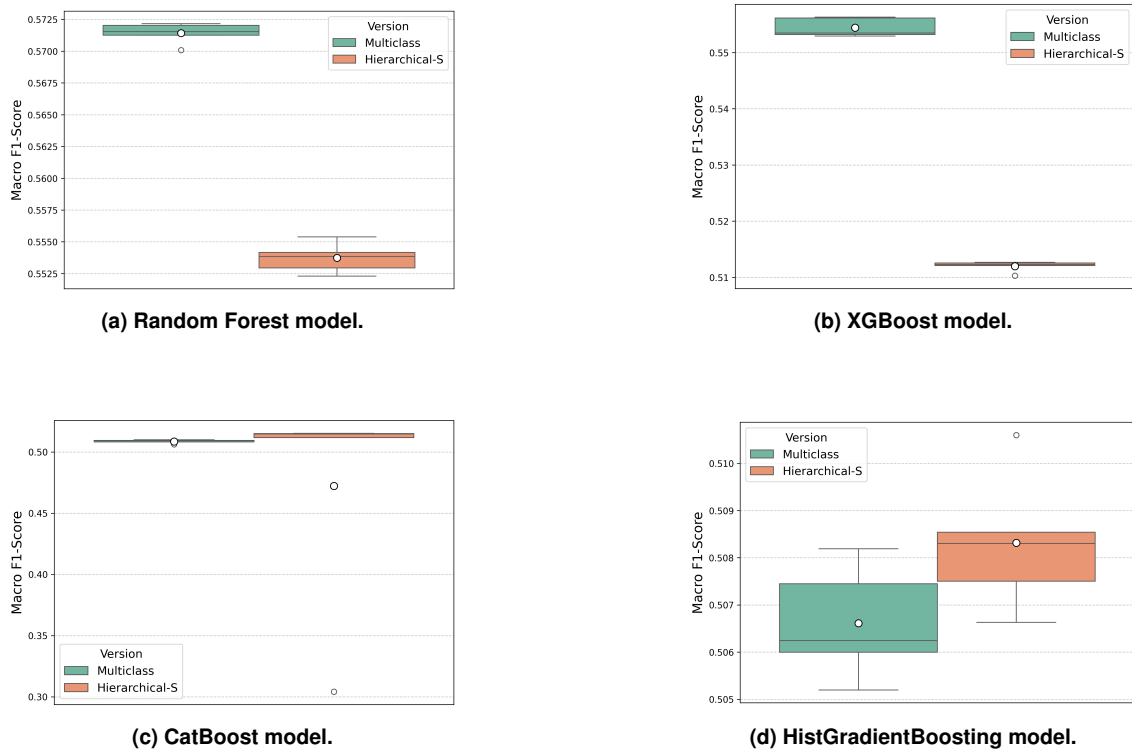 0.5725
0.5700
0.5675
0.5650
0.5625
0.5600
0.5575
0.5550
0.5525
Macro F1-Score
Version
Multiclass
Hierarchical-S
(a) Random Forest model.
0.55
0.54
0.53
0.52
0.51
Macro F1-Score
Version
Multiclass
Hierarchical-S
(b) XGBoost model.
0.50
0.45
0.40
0.35
0.30
Macro F1-Score
Version
Multiclass
Hierarchical-S
(c) CatBoost model.
0.510
0.509
0.508
0.507
0.506
0.505
Macro F1-Score
Version
Multiclass
Hierarchical-S
(d) HistGradientBoosting model.